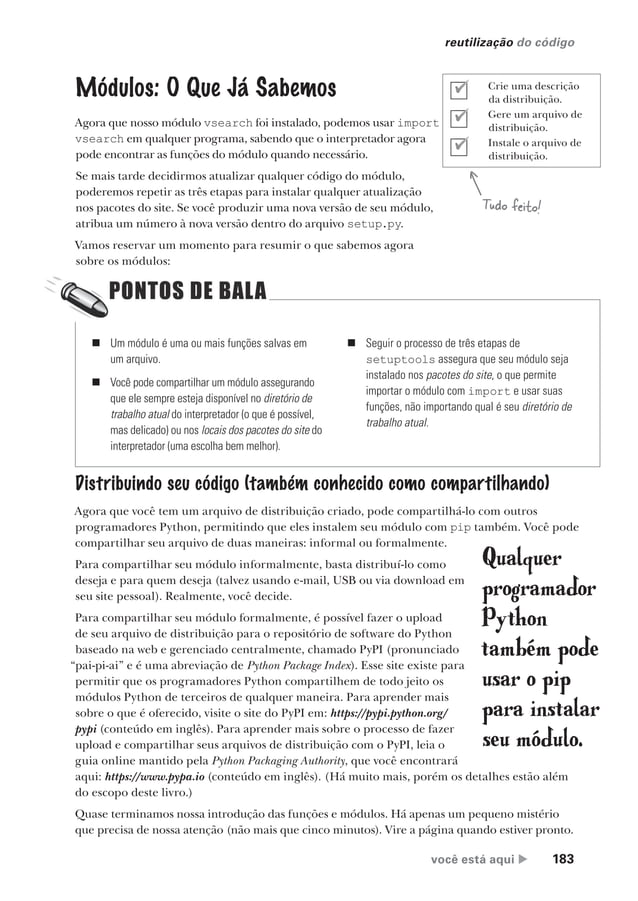 reutilização do código
Módulos: O Que Já Sabemos
Agora que nosso módulo vsearch foi instalado, podemos usar import
vsearch em qualquer programa, sabendo que o interpretador agora
pode encontrar as funções do módulo quando necessário.
Se mais tarde decidirmos atualizar qualquer código do módulo,
poderemos repetir as três etapas para instalar qualquer atualização
nos pacotes do site. Se você produzir uma nova versão de seu módulo,
atribua um número à nova versão dentro do arquivo setup.py.
Vamos reservar um momento para resumir o que sabemos agora
sobre os módulos:
Crie uma descrição
da distribuição.
Gere um arquivo de
distribuição.
Instale o arquivo de
distribuição.
Tudo feito!
PONTOS DE BALA
■ Um módulo é uma ou mais funções salvas em
um arquivo.
■ Você pode compartilhar um módulo assegurando
que ele sempre esteja disponível no diretório de
trabalho atual do interpretador (o que é possível,
mas delicado) ou nos locais dos pacotes do site do
interpretador (uma escolha bem melhor).
■ Seguir o processo de três etapas de
setuptools assegura que seu módulo seja
instalado nos pacotes do site, o que permite
importar o módulo com import e usar suas
funções, não importando qual é seu diretório de
trabalho atual.
Distribuindo seu código (também conhecido como compartilhando)
Agora que você tem um arquivo de distribuição criado, pode compartilhá-lo com outros
programadores Python, permitindo que eles instalem seu módulo com pip também. Você pode
compartilhar seu arquivo de duas maneiras: informal ou formalmente.
Para compartilhar seu módulo informalmente, basta distribuí-lo como
deseja e para quem deseja (talvez usando e-mail, USB ou via download em
seu site pessoal). Realmente, você decide.
Para compartilhar seu módulo formalmente, é possível fazer o upload
de seu arquivo de distribuição para o repositório de software do Python
baseado na web e gerenciado centralmente, chamado PyPI (pronunciado
“pai-pi-ai” e é uma abreviação de Python Package Index). Esse site existe para
permitir que os programadores Python compartilhem de todo jeito os
módulos Python de terceiros de qualquer maneira. Para aprender mais
sobre o que é oferecido, visite o site do PyPI em: https://pypi.python.org/
pypi (conteúdo em inglês). Para aprender mais sobre o processo de fazer
upload e compartilhar seus arquivos de distribuição com o PyPI, leia o
guia online mantido pela Python Packaging Authority, que você encontrará
aqui: https://www.pypa.io (conteúdo em inglês). (Há muito mais, porém os detalhes estão além
do escopo deste livro.)
Qualquer
programador
Python
também pode
usar o pip
para instalar
seu módulo.
Quase terminamos nossa introdução das funções e módulos. Há apenas um pequeno mistério
que precisa de nossa atenção (não mais que cinco minutos). Vire a página quando estiver pronto.
você está aqui ▶ 183